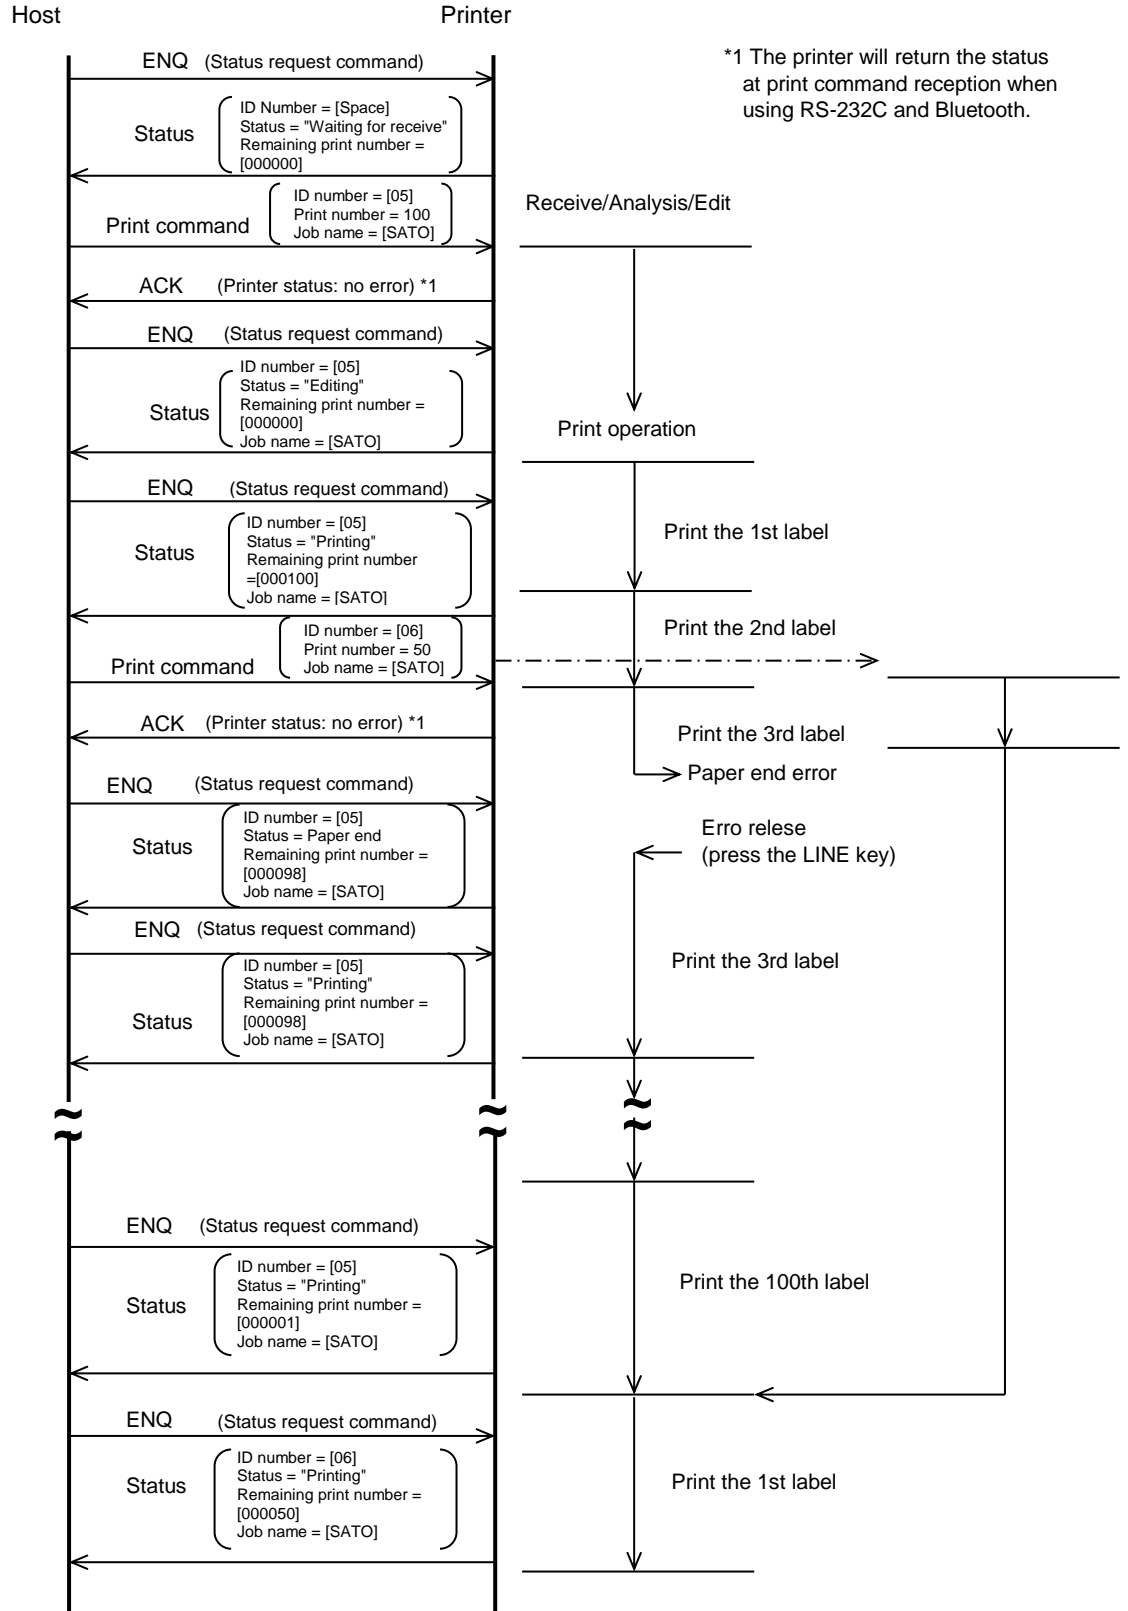 Host
Printer
ENQ (Status request command)
*1 The printer will return the status
at print command reception when
using RS-232C and Bluetooth.
Status
ID Number = [Space]
Status = "Waiting for receive"
Remaining print number =
[000000]
Print command
ID number = [05]
Print number = 100
Job name = [SATO]
Receive/Analysis/Edit
ACK (Printer status: no error) *1
ENQ (Status request command)
Status
ID number = [05]
Status = "Editing"
Remaining print number =
[000000]
Job name = [SATO]
Print operation
ENQ (Status request command)
Status
ID number = [05]
Status = "Printing"
Remaining print number
=[000100]
Job name = [SATO]
Print the 1st label
Print command
ID number = [06]
Print number = 50
Job name = [SATO]
Print the 2nd label
ACK (Printer status: no error) *1
Print the 3rd label
Paper end error
ENQ (Status request command)
Status
ID number = [05]
Status = Paper end
Remaining print number =
[000098]
Job name = [SATO]
Erro relese
(press the LINE key)
ENQ (Status request command)
Status
ID number = [05]
Status = "Printing"
Remaining print number =
[000098]
Job name = [SATO]
Print the 3rd label
ENQ (Status request command)
Status
ID number = [05]
Status = "Printing"
Remaining print number =
[000001]
Job name = [SATO]
Print the 100th label
ENQ (Status request command)
Status
ID number = [06]
Status = "Printing"
Remaining print number =
[000050]
Job name = [SATO]
Print the 1st label